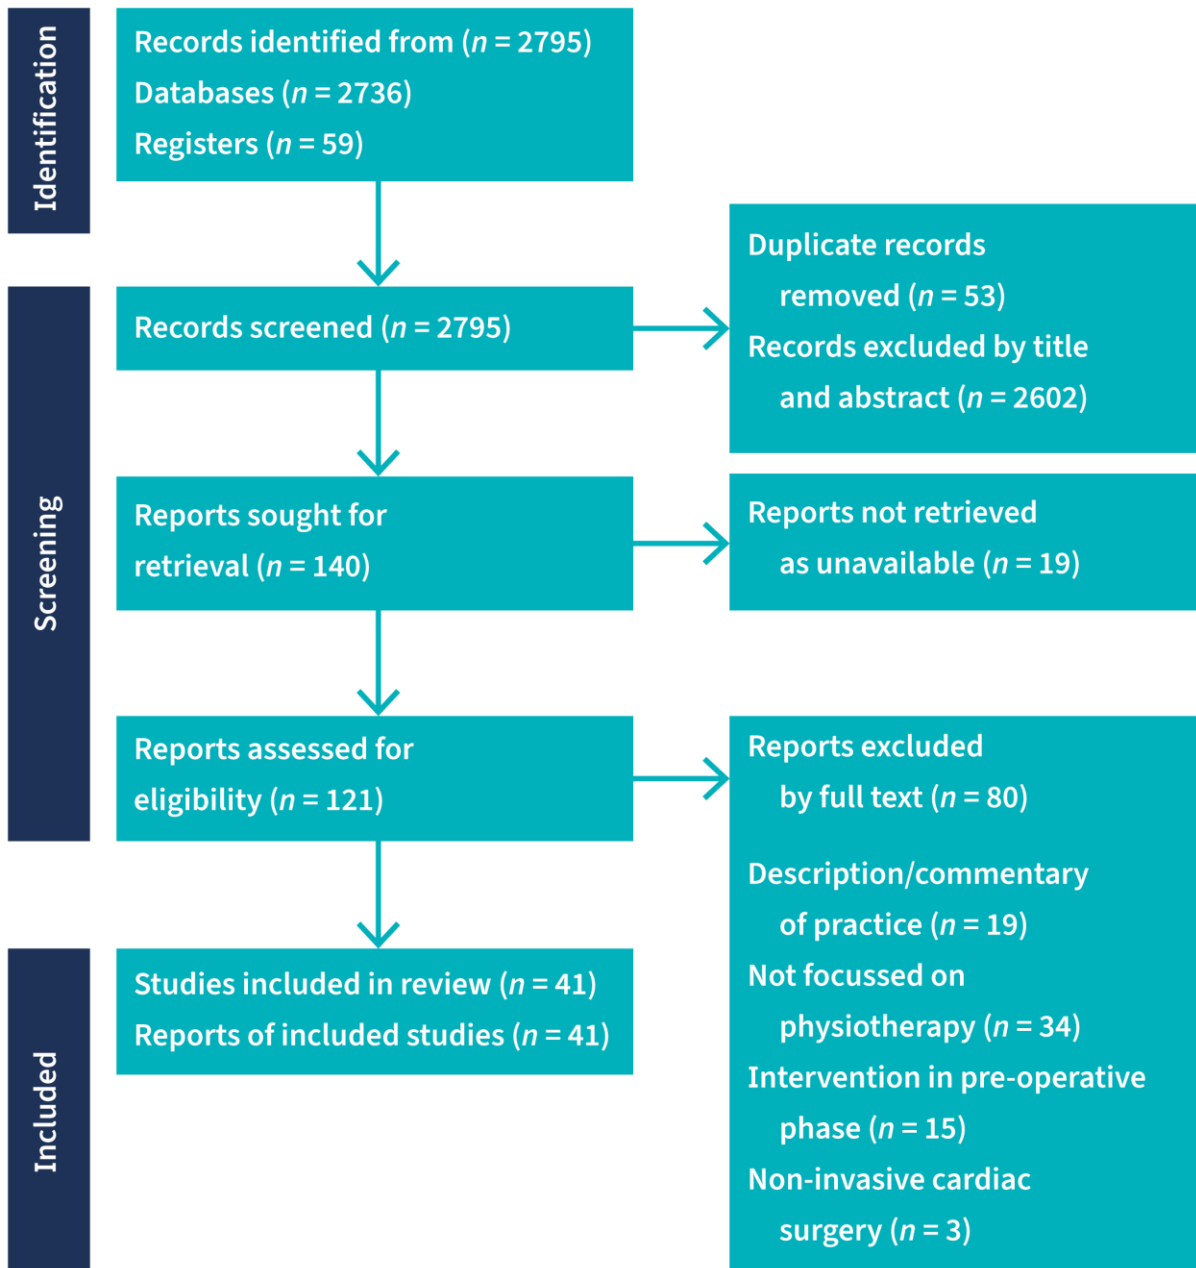 Identification
Records identified from (n = 2795)
Databases (n = 2736)
Registers (n = 59)
Screening
Records screened (n = 2795)
Duplicate records
removed (n = 53)
Records excluded by title
and abstract (n = 2602)
Reports sought for
retrieval (n = 140)
Reports not retrieved
as unavailable (n = 19)
Reports assessed for
eligibility (n = 121)
Reports excluded
by full text (n = 80)
Description/commentary
of practice (n = 19)
Not focussed on
physiotherapy (n = 34)
Intervention in pre-operative
phase (n = 15)
Non-invasive cardiac
surgery (n = 3)
Included
Studies included in review (n = 41)
Reports of included studies (n = 41)